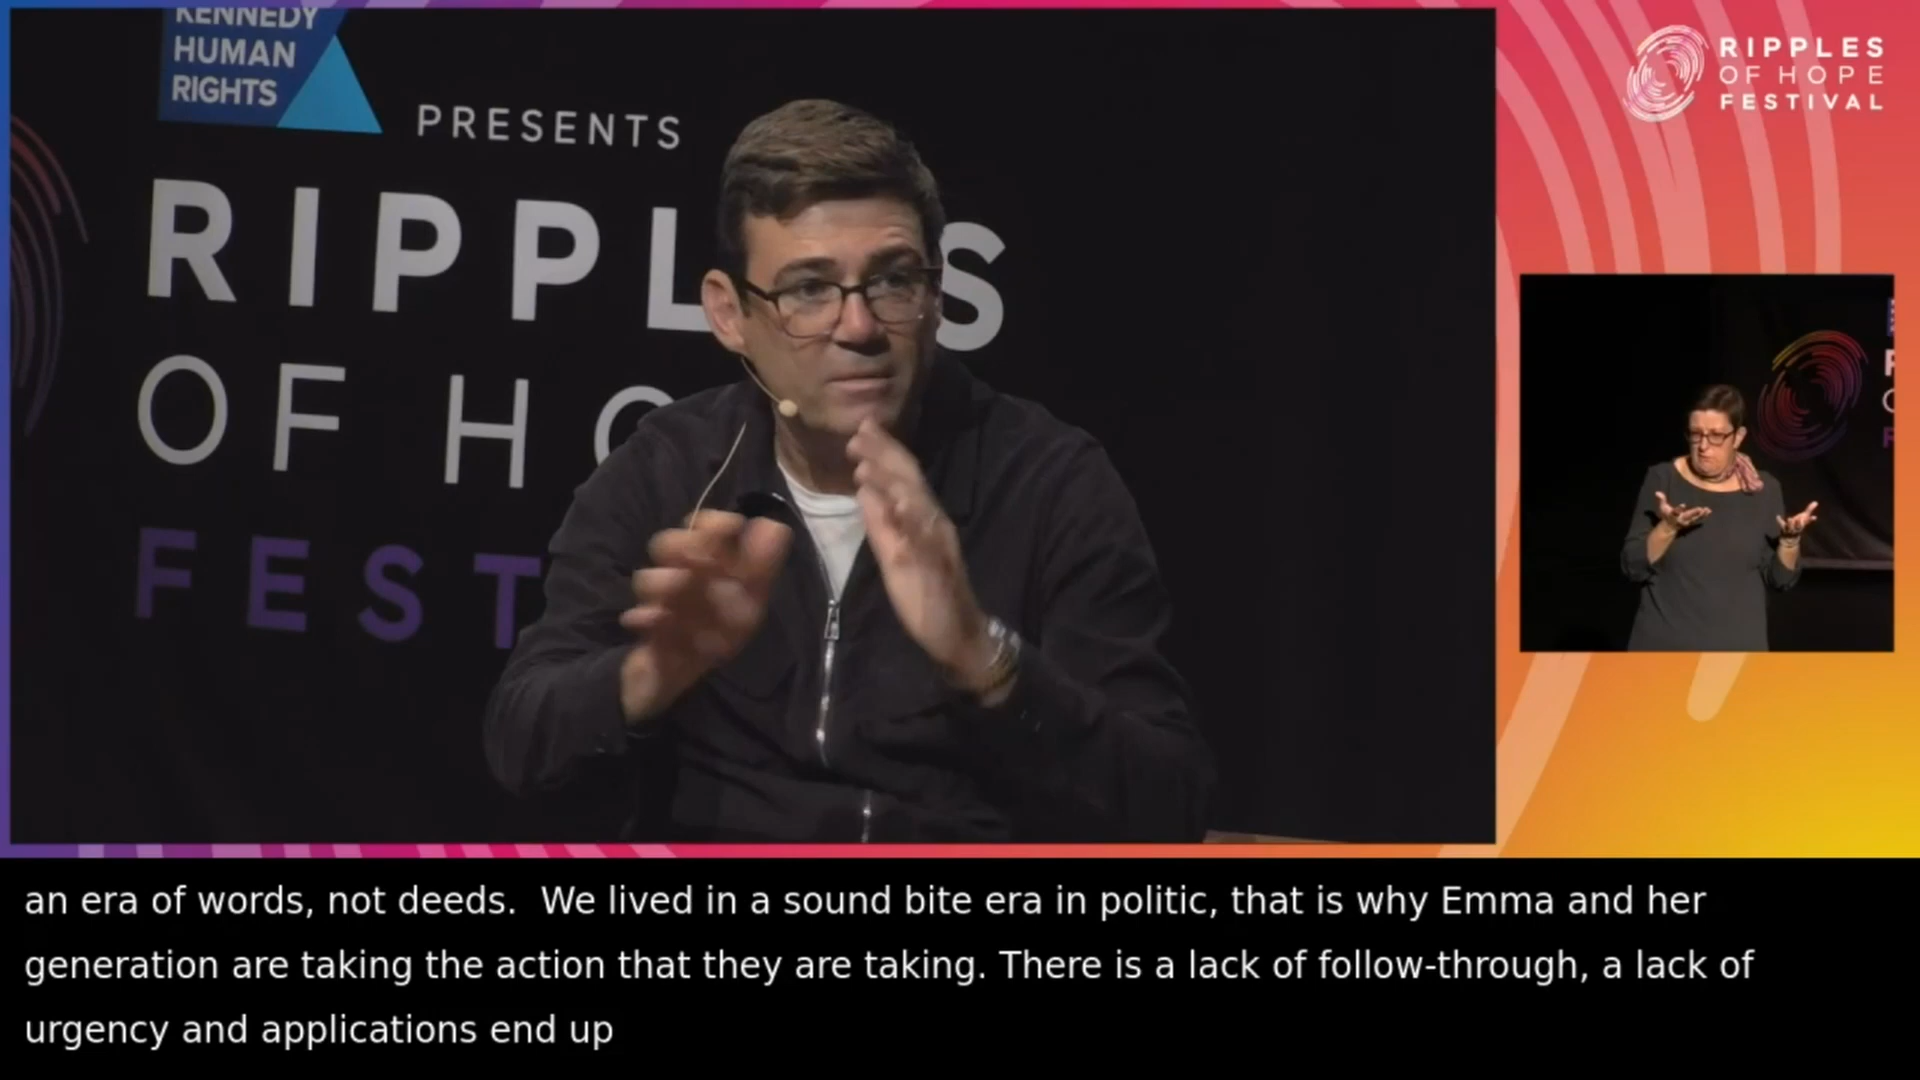 KENNEDY
HUMAN
RIGHTS
PRESENTS
RIPPL S
OF HO
FEST
RIPPLES
OF HOPE
FESTIVAL
an era of words, not deeds.  We lived in a sound bite era in politic, that is why Emma and her
generation are taking the action that they are taking. There is a lack of follow-through, a lack of
urgency and applications end up